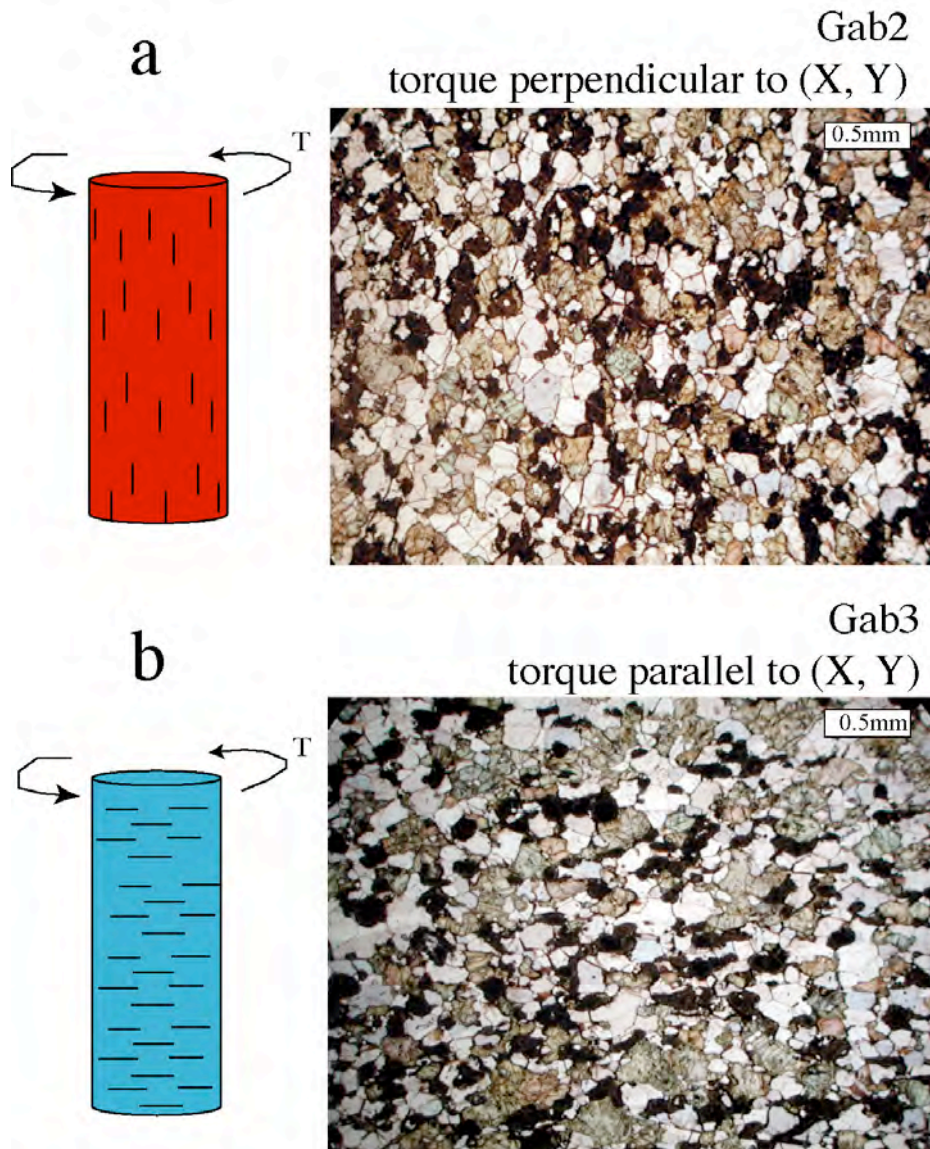 a
Gab2
torque perpendicular to (X, Y)
T
0.5mm
b
Gab3
torque parallel to (X, Y)
T
0.5mm